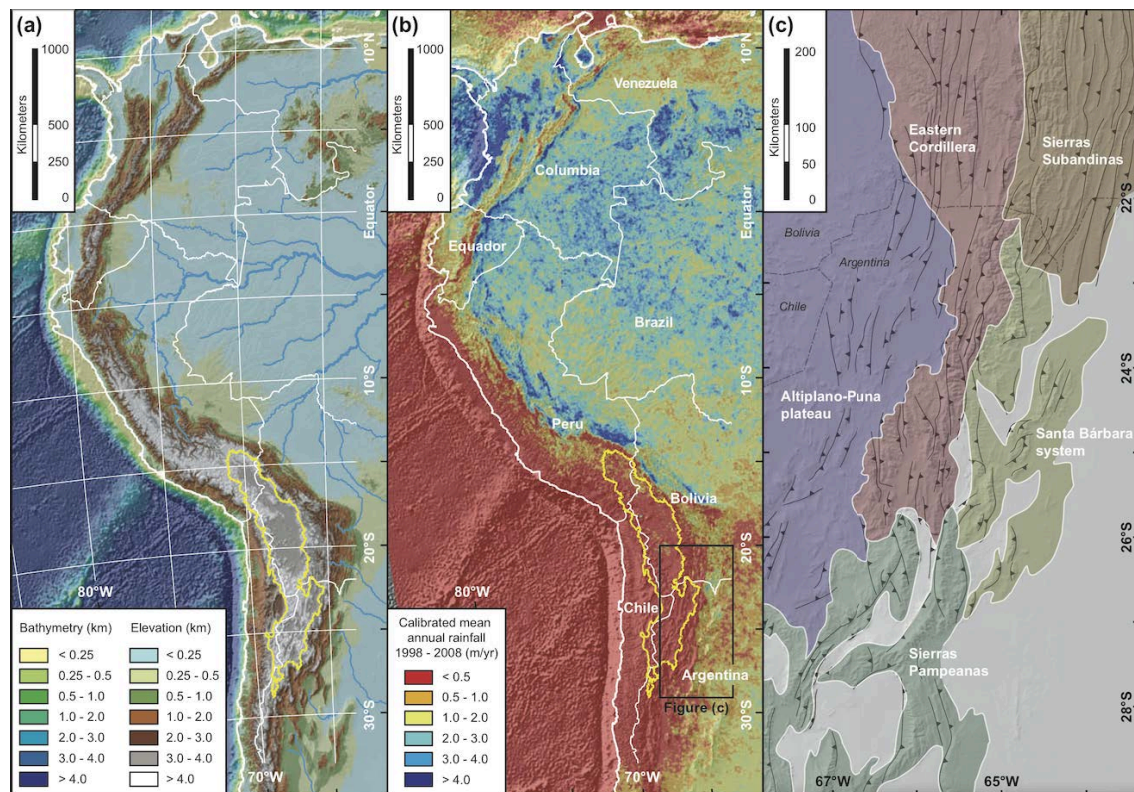 (a)
Kilometers
1000
500
250
0
10°N
Equator
10°S
20°S
30°S
80°W
70°W
Bathymetry (km)
< 0.25
0.25 - 0.5
0.5 - 1.0
1.0 - 2.0
2.0 - 3.0
3.0 - 4.0
> 4.0
Elevation (km)
< 0.25
0.25 - 0.5
0.5 - 1.0
1.0 - 2.0
2.0 - 3.0
3.0 - 4.0
> 4.0
(b)
Kilometers
1000
500
250
0
10°N
Venezuela
Columbia
Equator
Equador
Brazil
10°S
Peru
Bolivia
20°S
80°W
Chile
Argentina
Figure (c)
30°S
70°W
Calibrated mean
annual rainfall
1998 - 2008 (m/yr)
< 0.5
0.5 - 1.0
1.0 - 2.0
2.0 - 3.0
3.0 - 4.0
> 4.0
(c)
Kilometers
200
100
50
0
Eastern
Cordillera
Sierras
Subandinas
22°S
Bolivia
Argentina
Chile
24°S
Altiplano-Puna
plateau
Santa Bárbara
system
26°S
Sierras
Pampeanas
28°S
67°W
65°W